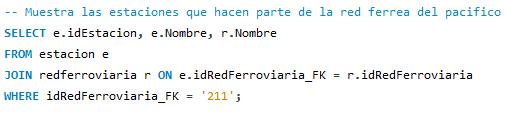 -- Muestra las estaciones que hacen parte de la red ferrea del pacifico
SELECT e.idEstacion, e.Nombre, r.Nombre
FROM estacion e
JOIN redferroviaria r ON e.idRedFerroviaria_FK = r.idRedFerroviaria
WHERE idRedFerroviaria_FK = '211';